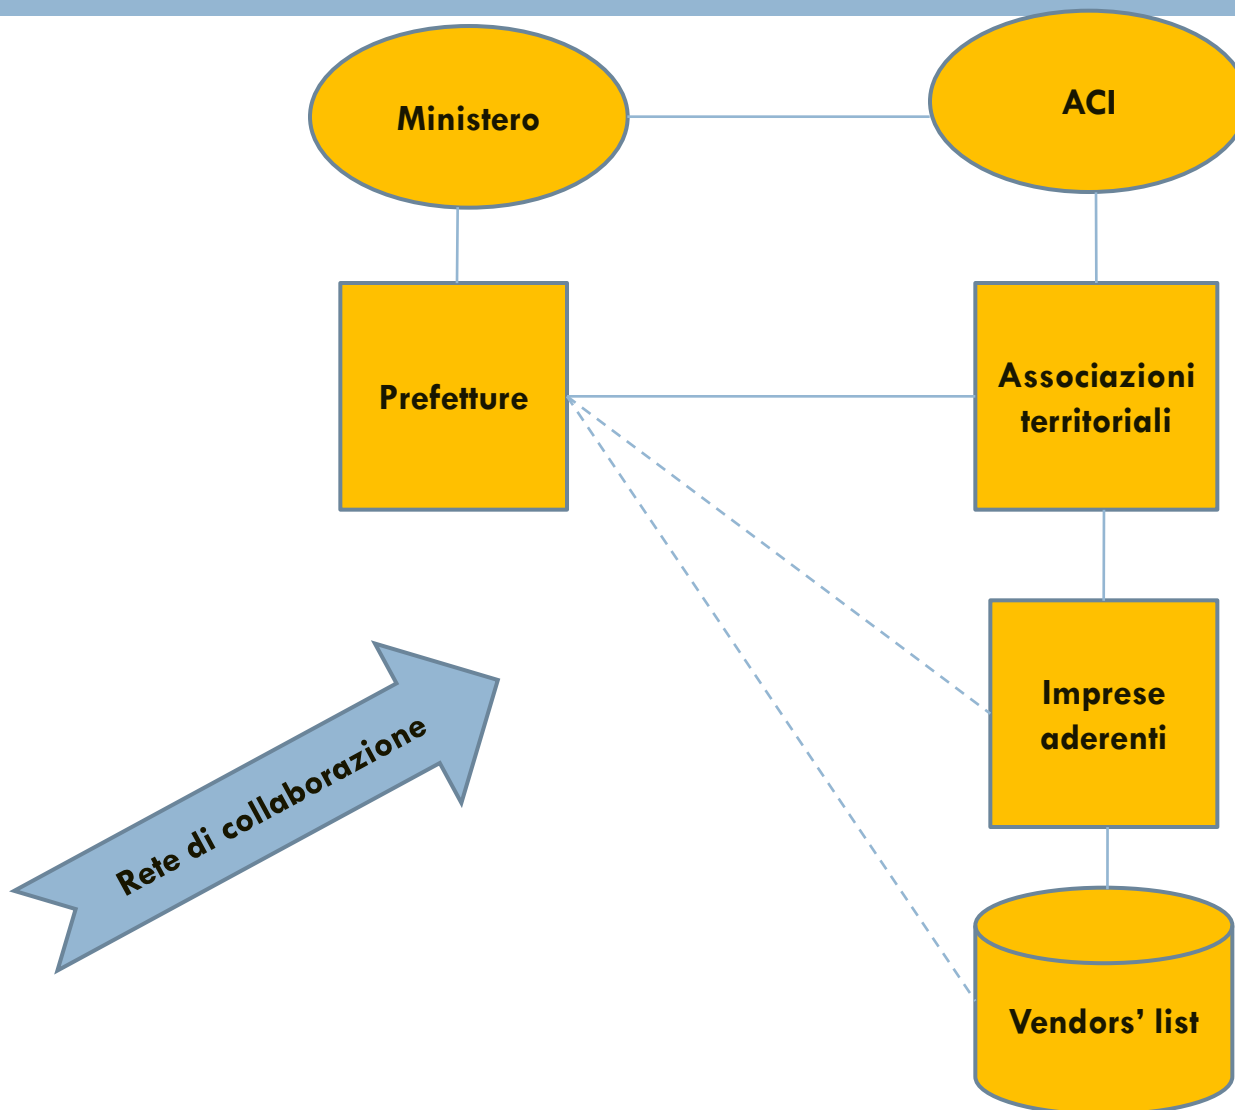 Ministero
ACI
Prefetture
Associazioni
territoriali
Imprese
aderenti
Rete di collaborazione
Vendors’ list